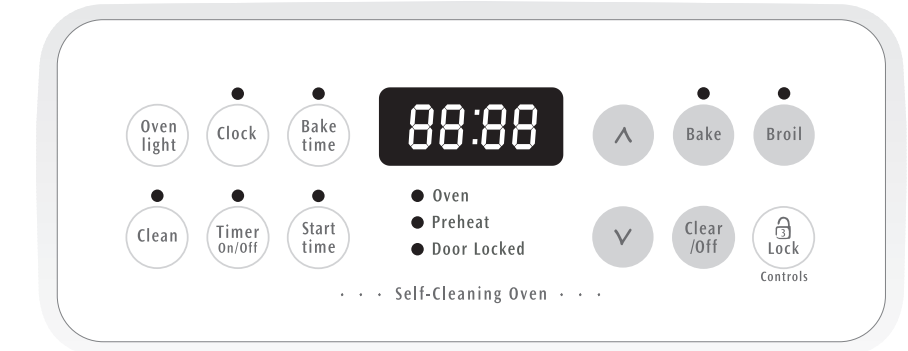 Oven
light
Clock
Bake
time
88:88
Bake
Broil
Clean
Timer
On/Off
Start
time
Oven
Preheat
Door Locked
Clear
/Off
3
Lock
Controls
· · · Self-Cleaning Oven · · ·